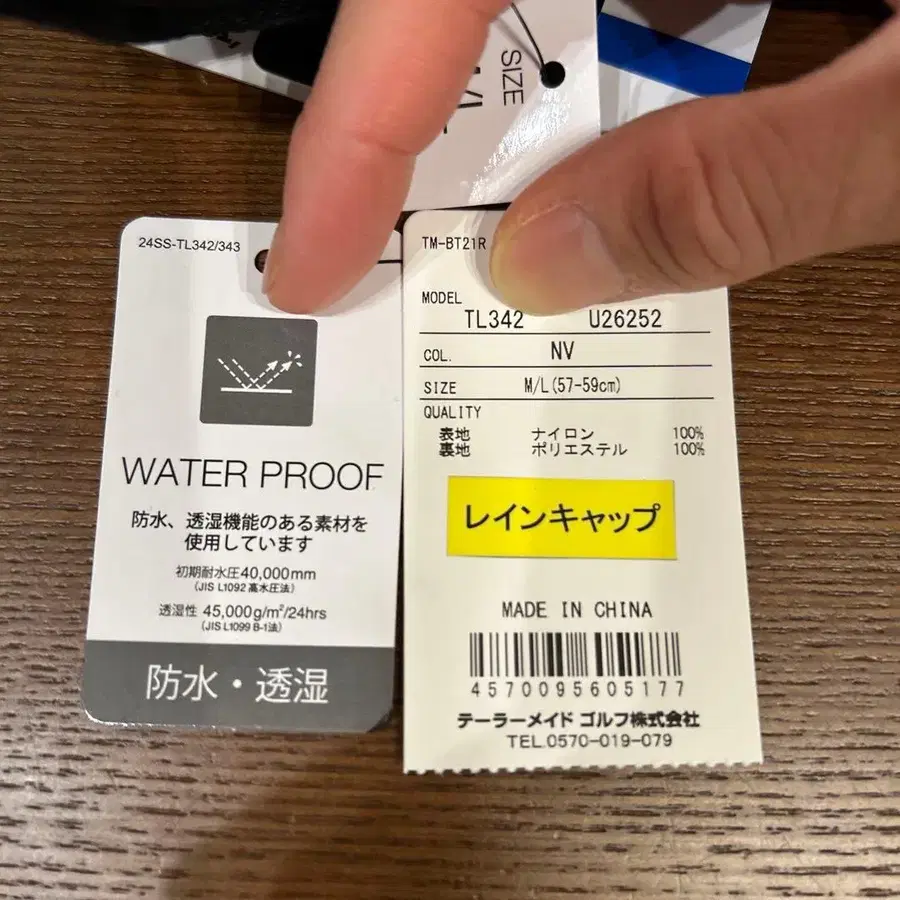 SIZE
24SS-TL342/343
WATER PROOF
防水、透湿機能のある素材を
使用しています
初期耐水圧40,000mm
(JIS L1092 高水圧法)
透湿性 45,000g/m²/24hrs
(JIS L1099 B-1法)
防水・透湿
TM-BT21R
MODEL
TL342 U26252
COL. NV
SIZE M/L(57-59cm)
QUALITY
表地 ナイロン 100%
裏地 ポリエステル 100%
レインキャップ
MADE IN CHINA
4570095605177
テーラーメイド ゴルフ株式会社
TEL.0570-019-079